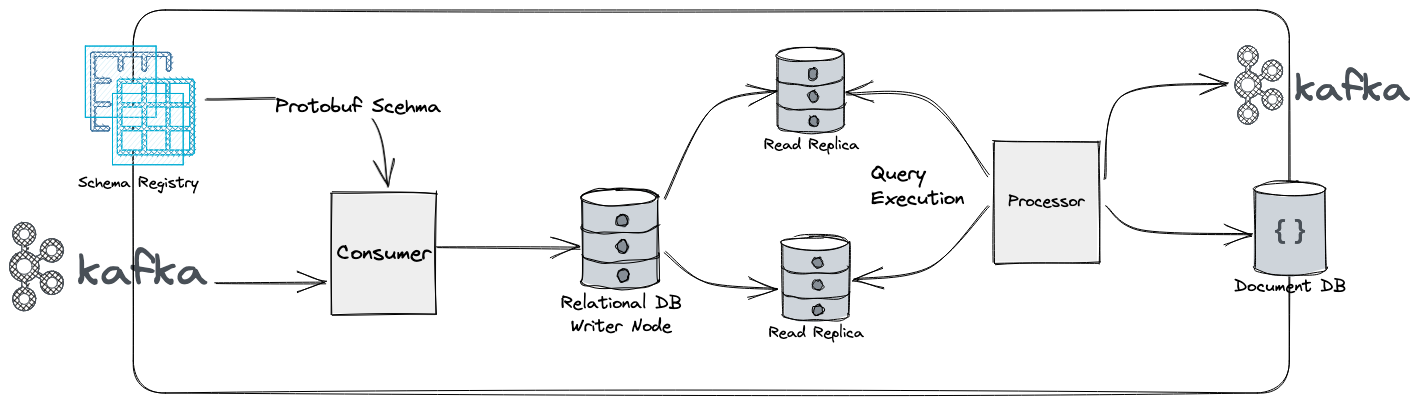 Schema Registry
Protobuf Scehma
kafka
Consumer
Relational DB
Writer Node
Read Replica
Read Replica
Query
Execution
Processor
kafka
{}
Document DB